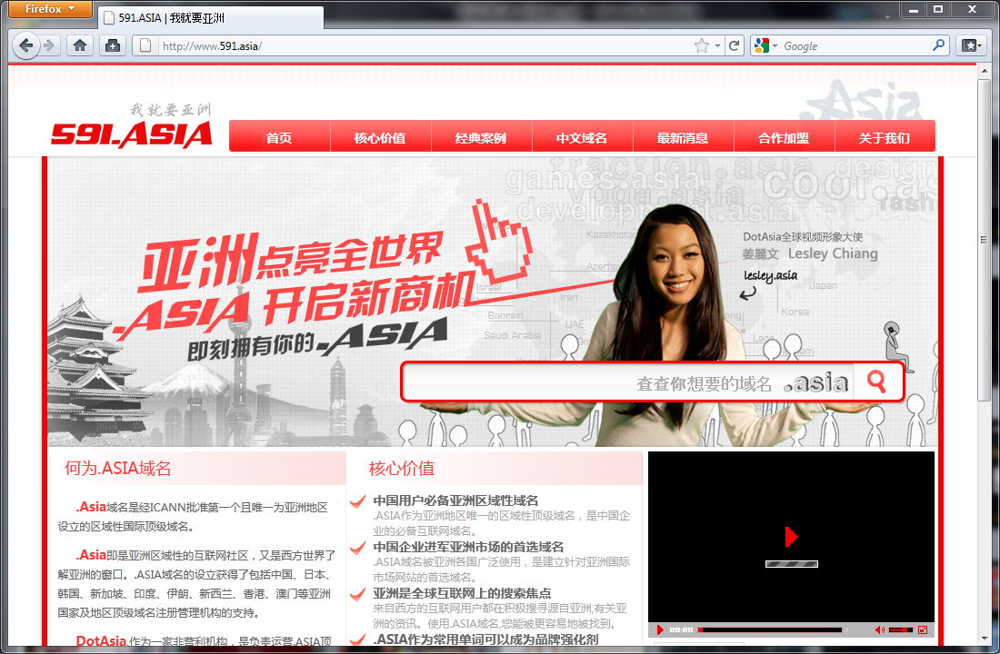 Firefox
591.ASIA | 我就要亚洲
http://www.591.asia/
Google
我就要亚洲
591.ASIA
Asia
首页
核心价值
经典案例
中文域名
最新消息
合作加盟
关于我们
fraction.asia design
games.asia
yoga.asia
cool.as
development.asia
fash
亚洲点亮全世界
.ASIA 开启新商机
即刻拥有你的.ASIA
DotAsia全球视频形象大使
姜麗文 Lesley Chiang
lesley.asia
Kazakhstan
Azerba
Israel
Iran
Bahrain
UAE
Saudi Arabia
Japan
Korea
Laos
查查你想要的域名 .asia
何为.ASIA域名
.Asia域名是经ICANN批准第一个且唯一为亚洲地区
设立的区域性国际顶级域名。
.Asia即是亚洲区域性的互联网社区，又是西方世界了
解亚洲的窗口。.ASIA域名的设立获得了包括中国、日本、
韩国、新加坡、印度、伊朗、新西兰、香港、澳门等亚洲
国家及地区顶级域名注册管理机构的支持。
DotAsia.作为一家非营利机构，是负责运营.ASIA顶
核心价值
中国用户必备亚洲区域性域名
.ASIA作为亚洲地区唯一的区域性顶级域名，是中国企
业的必备互联网域名。
中国企业进军亚洲市场的首选域名
.ASIA域名被亚洲各国广泛使用，是建立针对亚洲国际
市场网站的首选域名。
亚洲是全球互联网上的搜索焦点
来自西方的互联网用户都在积极搜寻源自亚洲,有关亚
洲的资讯。使用.ASIA域名,您能被更容易地被找到。
.ASIA作为常用单词可以成为品牌强化剂
00:00